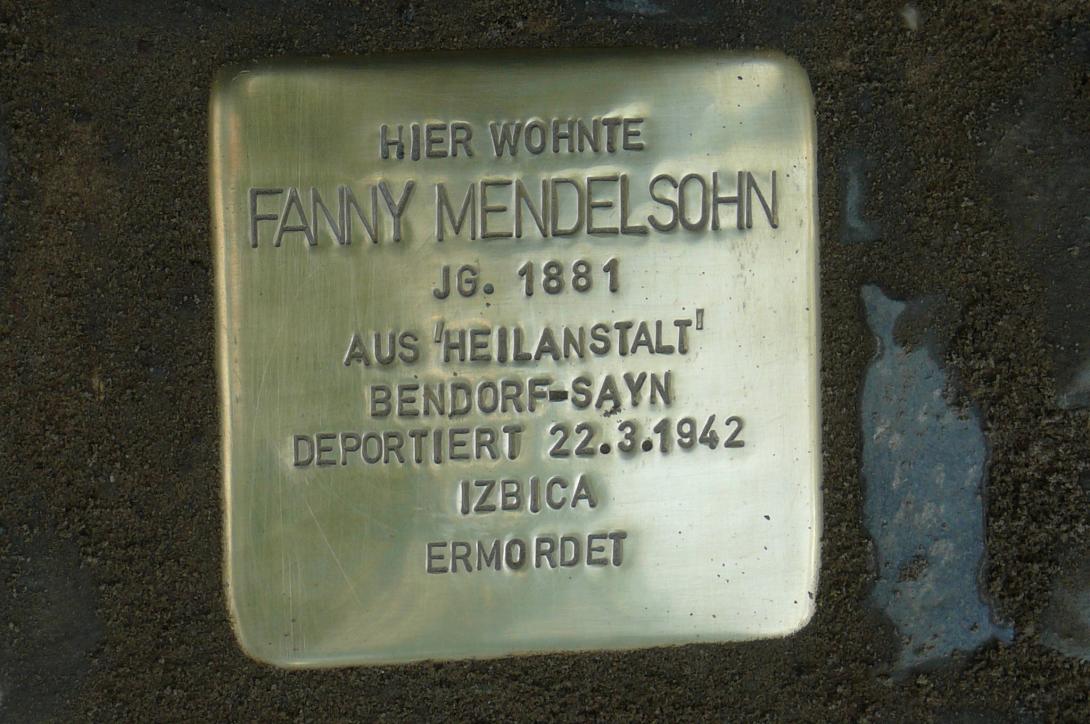 HIER WOHNTE
FANNY MENDELSOHN
JG. 1881
AUS 'HEILANSTALT'
BENDORF-SAYN
DEPORTIERT 22.3.1942
IZBICA
ERMORDET